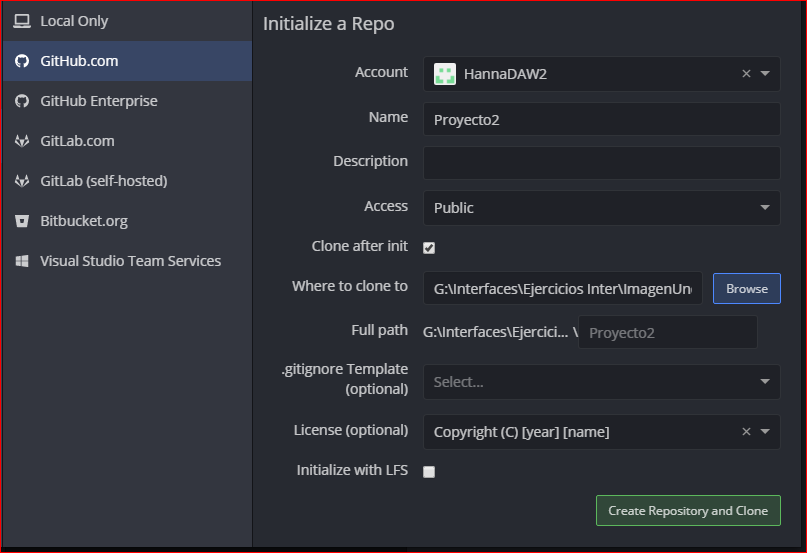 Local Only
GitHub.com
GitHub Enterprise
GitLab.com
GitLab (self-hosted)
Bitbucket.org
Visual Studio Team Services
Initialize a Repo
Account HannaDAW2
Name Proyecto2
Description
Access Public
Clone after init
Where to clone to G:\Interfaces\Ejercicios Inter\ImagenUn Browse
Full path G:\Interfaces\Ejercici... \ Proyecto2
.gitignore Template
(optional) Select...
License (optional) Copyright (C) [year] [name]
Initialize with LFS
Create Repository and Clone